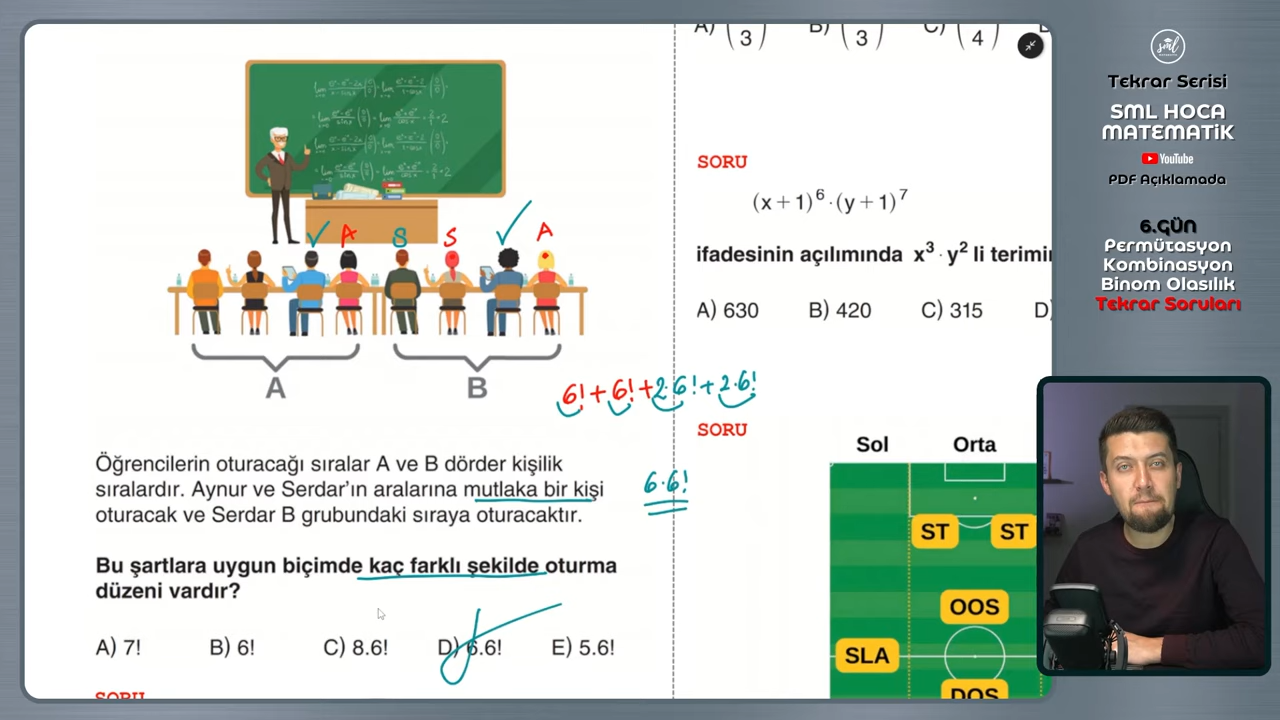 A
S
S
A
A
B
6!+6!+2.6!+2.6!
Öğrencilerin oturacağı sıralar A ve B dörder kişilik
sıralardır. Aynur ve Serdar'ın aralarına mutlaka bir kişi
oturacak ve Serdar B grubundaki sıraya oturacaktır.
6.6!
Bu şartlara uygun biçimde kaç farklı şekilde oturma
düzeni vardır?
A) 7! B) 6! C) 8.6! D) 6.6! E) 5.6!
SORU
A) (3) B) (3) C) (4)
SORU
(x + 1)⁶ · (y + 1)⁷
ifadesinin açılımında x³ · y² li terimin
A) 630 B) 420 C) 315 D)
SORU
Sol Orta
ST ST
OOS
SLA
DOS
sml
Tekrar Serisi
SML HOCA
MATEMATİK
YouTube
PDF Açıklamada
6.GÜN
Permütasyon
Kombinasyon
Binom Olasılık
Tekrar Soruları